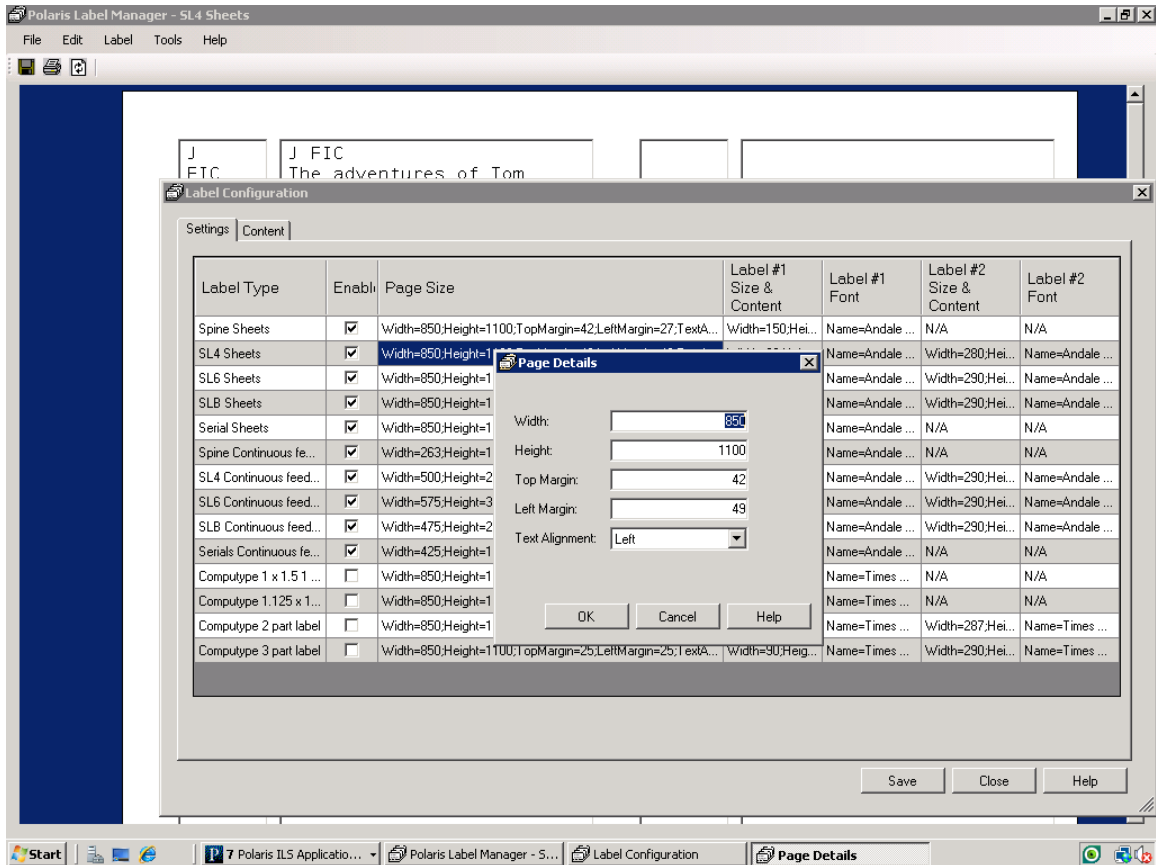 Polaris Label Manager - SL4 Sheets
File Edit Label Tools Help
J J FIC
FIC The adventures of Tom
Label Configuration
Settings Content
Label Type Enabl Page Size Label #1 Size & Content Label #1 Font Label #2 Size & Content Label #2 Font
Spine Sheets Width=850;Height=1100;TopMargin=42;LeftMargin=27;TextA... Width=150;Hei... Name=Andale ... N/A N/A
SL4 Sheets Width=850;Height=1 Name=Andale ... Width=280;Hei... Name=Andale ...
SL6 Sheets Width=850;Height=1 Name=Andale ... Width=290;Hei... Name=Andale ...
SLB Sheets Width=850;Height=1 Name=Andale ... Width=290;Hei... Name=Andale ...
Serial Sheets Width=850;Height=1 Name=Andale ... N/A N/A
Spine Continuous fe... Width=263;Height=1 Name=Andale ... N/A N/A
SL4 Continuous feed... Width=500;Height=2 Name=Andale ... Width=290;Hei... Name=Andale ...
SL6 Continuous feed... Width=575;Height=3 Name=Andale ... Width=290;Hei... Name=Andale ...
SLB Continuous feed... Width=475;Height=2 Name=Andale ... Width=290;Hei... Name=Andale ...
Serials Continuous fe... Width=425;Height=1 Name=Andale ... N/A N/A
Computype 1 x 1.5 1 ... Width=850;Height=1 Name=Times ... N/A N/A
Computype 1.125 x 1... Width=850;Height=1 Name=Times ... N/A N/A
Computype 2 part label Width=850;Height=1 Name=Times ... Width=287;Hei... Name=Times ...
Computype 3 part label Width=850;Height=1100;TopMargin=25;LeftMargin=25;TextA... Width=90;Heig... Name=Times ... Width=290;Hei... Name=Times ...
Page Details
Width: 850
Height: 1100
Top Margin: 42
Left Margin: 49
Text Alignment: Left
OK Cancel Help
Save Close Help
Start 7 Polaris ILS Applicatio... Polaris Label Manager - S... Label Configuration Page Details